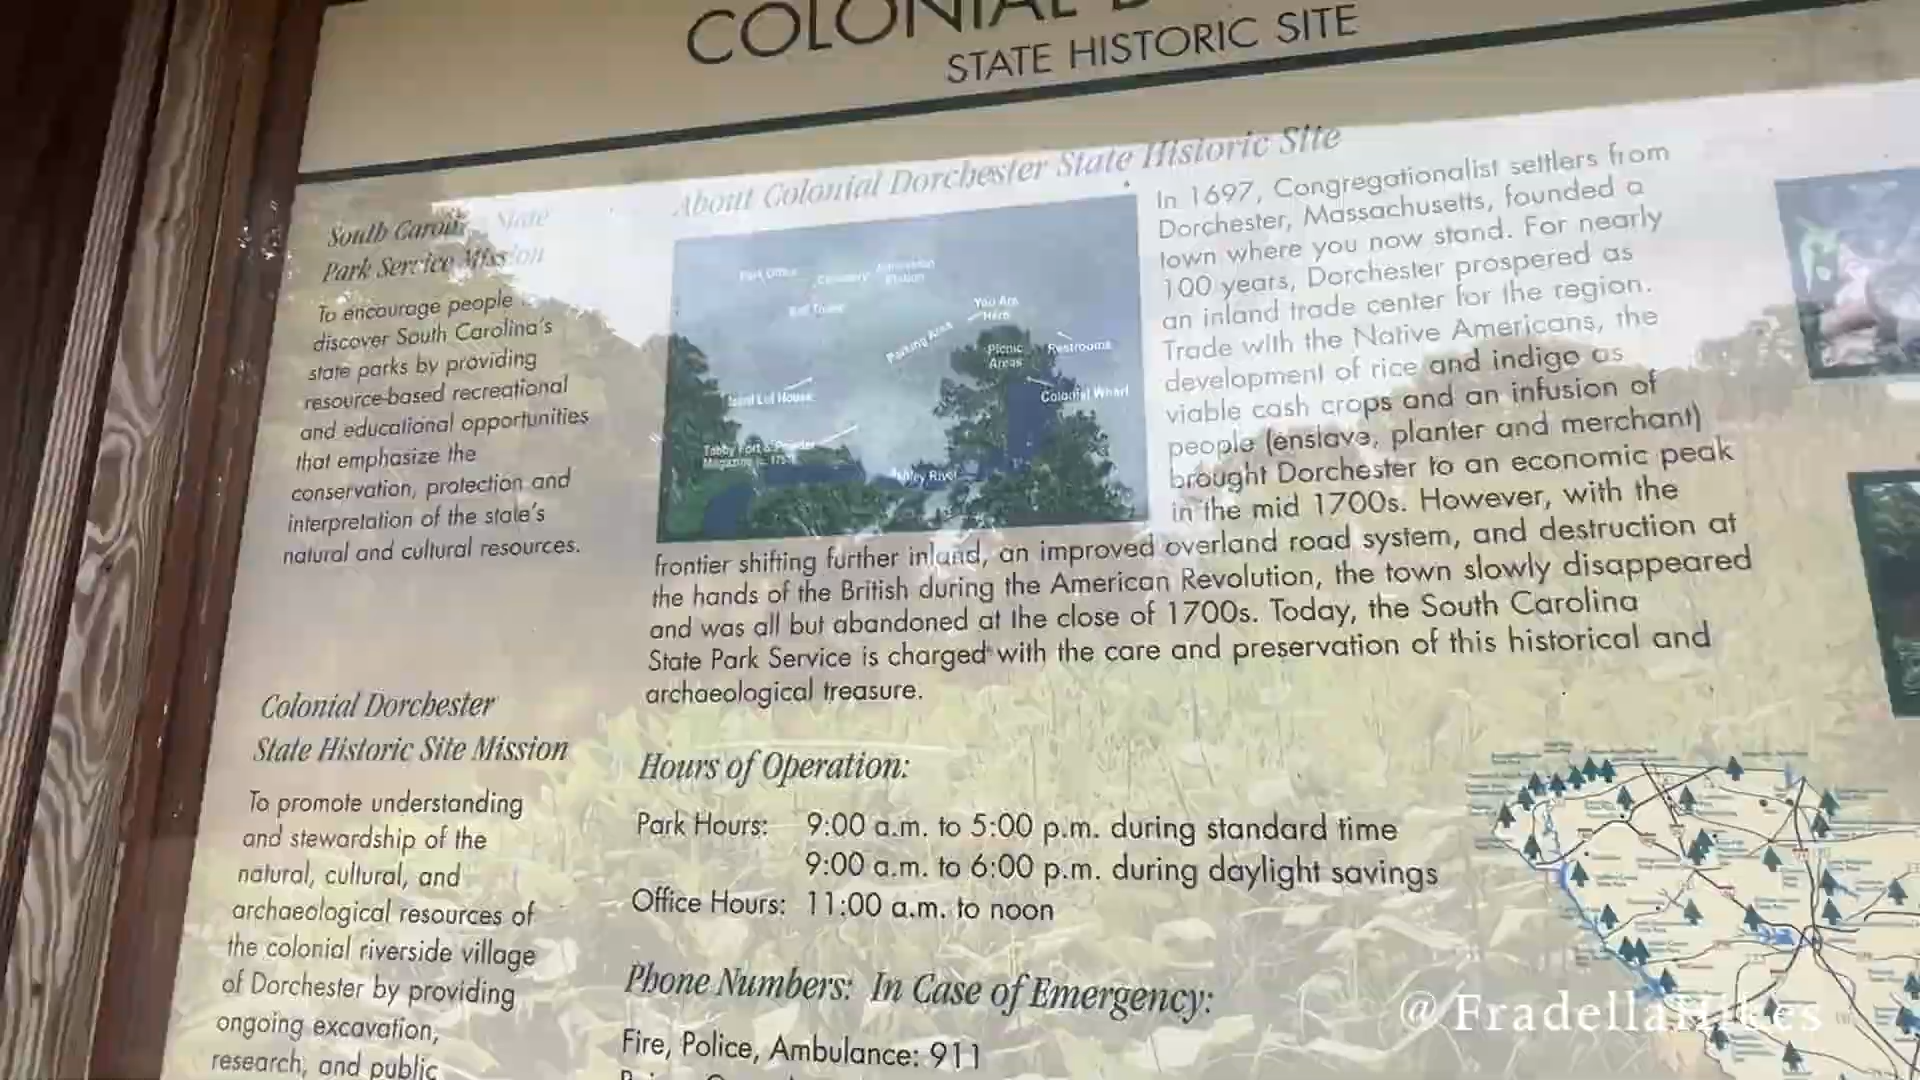 COLONIAL
STATE HISTORIC SITE
South Carolina State
Park Service Mission
To encourage people
discover South Carolina's
state parks by providing
resource-based recreational
and educational opportunities
that emphasize the
conservation, protection and
interpretation of the state's
natural and cultural resources.
Colonial Dorchester
State Historic Site Mission
To promote understanding
and stewardship of the
natural, cultural, and
archaeological resources of
the colonial riverside village
of Dorchester by providing
ongoing excavation,
research, and public
About Colonial Dorchester State Historic Site
Park Office
Cemetery
Bell Tower
You Are
Here
Parking Area
Picnic
Areas
Restrooms
Colonial Wharf
Lot House
Tabby Fort & Powder
Magazine
Ashley River
In 1697, Congregationalist settlers from
Dorchester, Massachusetts, founded a
town where you now stand. For nearly
100 years, Dorchester prospered as
an inland trade center for the region.
Trade with the Native Americans, the
development of rice and indigo as
viable cash crops and an infusion of
people (enslave, planter and merchant)
brought Dorchester to an economic peak
in the mid 1700s. However, with the
frontier shifting further inland, an improved overland road system, and destruction at
the hands of the British during the American Revolution, the town slowly disappeared
and was all but abandoned at the close of 1700s. Today, the South Carolina
State Park Service is charged with the care and preservation of this historical and
archaeological treasure.
Hours of Operation:
Park Hours: 9:00 a.m. to 5:00 p.m. during standard time
9:00 a.m. to 6:00 p.m. during daylight savings
Office Hours: 11:00 a.m. to noon
Phone Numbers: In Case of Emergency:
Fire, Police, Ambulance: 911
@FradellaHikes